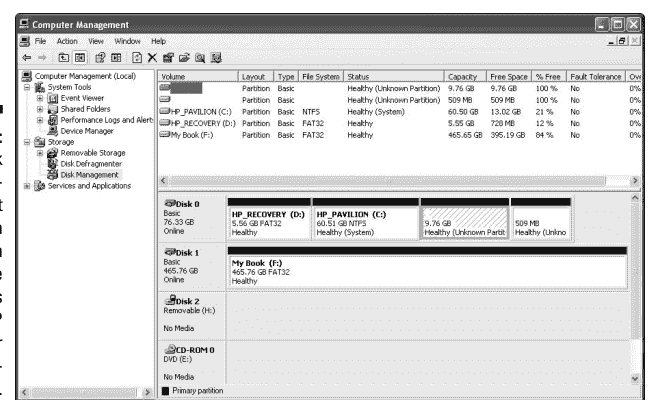 Computer Management
File Action View Window Help
Computer Management (Local)
System Tools
Event Viewer
Shared Folders
Performance Logs and Alert
Device Manager
Storage
Removable Storage
Disk Defragmenter
Disk Management
Services and Applications
Volume Layout Type File System Status Capacity Free Space % Free Fault Tolerance Ove
Partition Basic Healthy (Unknown Partition) 9.76 GB 9.76 GB 100 % No 0%
Partition Basic Healthy (Unknown Partition) 509 MB 509 MB 100 % No 0%
HP_PAVILION (C:) Partition Basic NTFS Healthy (System) 60.50 GB 13.02 GB 21 % No 0%
HP_RECOVERY (D:) Partition Basic FAT32 Healthy 5.55 GB 728 MB 12 % No 0%
My Book (F:) Partition Basic FAT32 Healthy 465.65 GB 395.19 GB 84 % No 0%
Disk 0
Basic
76.33 GB
Online
HP_RECOVERY (D:)
5.56 GB FAT32
Healthy
HP_PAVILION (C:)
60.51 GB NTFS
Healthy (System)
9.76 GB
Healthy (Unknown Partit
509 MB
Healthy (Unkno
Disk 1
Basic
465.76 GB
Online
My Book (F:)
465.76 GB FAT32
Healthy
Disk 2
Removable (H:)
No Media
CD-ROM 0
DVD (E:)
No Media
Primary partition